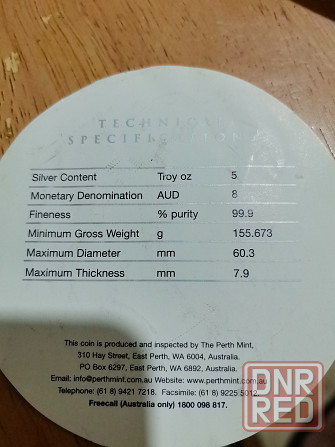 TECHNICAL
SPECIFICATIONS
Silver Content Troy oz 5
Monetary Denomination AUD 8
Fineness % purity 99.9
Minimum Gross Weight g 155.673
Maximum Diameter mm 60.3
Maximum Thickness mm 7.9
This coin is produced and inspected by The Perth Mint,
310 Hay Street, East Perth, WA 6004, Australia.
PO Box 6297, East Perth, WA 6892, Australia.
Email: info@perthmint.com.au Website: www.perthmint.com.au
Telephone: (61 8) 9421 7218. Facsimile: (61 8) 9225 5012.
Freecall (Australia only) 1800 098 817.
DNR
RED